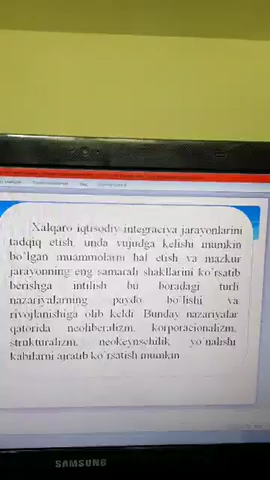 Xalqaro iqtisodiy integraciya jarayonlarini
tadqiq etish, unda vujudga kelishi mumkin
bo`lgan muammolarni hal etish va mazkur
jarayonning eng samarali shakllarini ko`rsatib
berishga intilish bu boradagi turli
nazariyalarning paydo bo`lishi va
rivojlanishiga olib keldi. Bunday nazariyalar
qatorida neoliberalizm, korporacionalizm,
strukturalizm, neokeynschilik yo`nalishi
kabilarni ajratib ko`rsatish mumkin
SAMSUNG